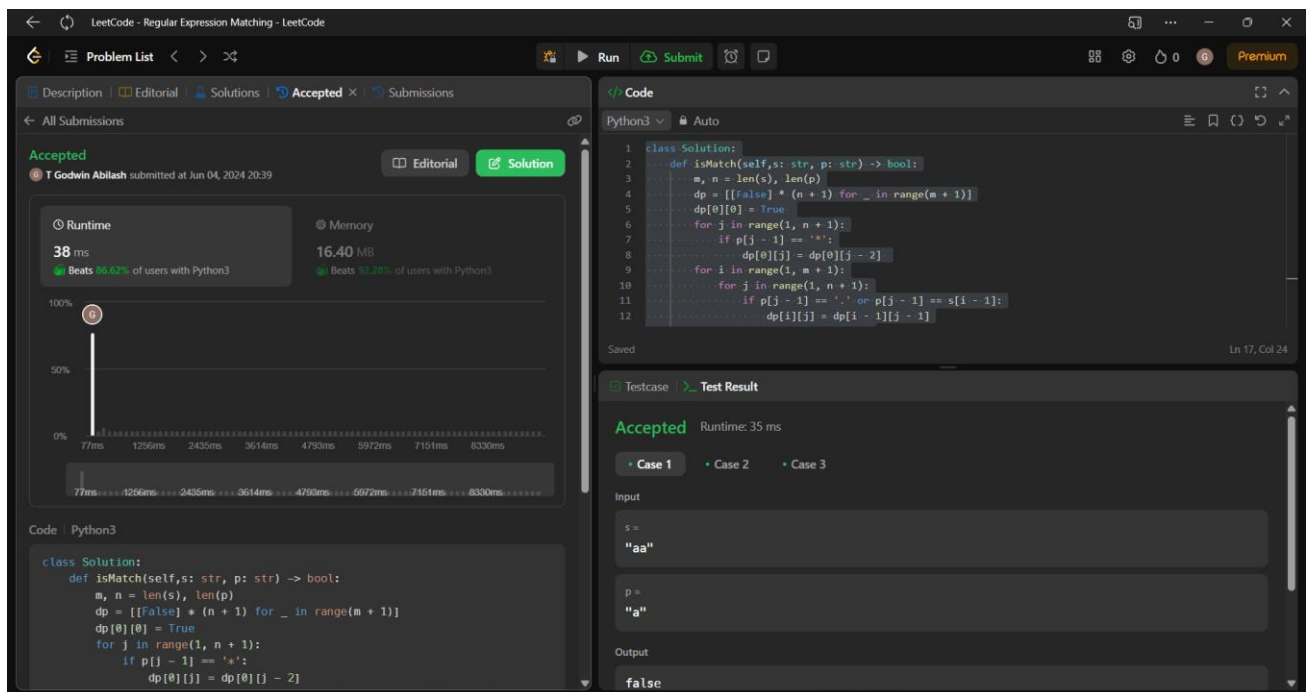 LeetCode - Regular Expression Matching - LeetCode
Problem List
Run
Submit
0
G
Premium
Description | Editorial | Solutions | Accepted × | Submissions
← All Submissions
Accepted
G T Godwin Abilash submitted at Jun 04, 2024 20:39
Editorial
Solution
Runtime
38 ms
Beats 86.62% of users with Python3
Memory
16.40 MB
Beats 92.28% of users with Python3
100%
50%
0%
G
77ms 1256ms 2435ms 3614ms 4793ms 5972ms 7151ms 8330ms
77ms 1256ms 2435ms 3614ms 4793ms 5972ms 7151ms 8330ms
Code | Python3
class Solution:
    def isMatch(self,s: str, p: str) -> bool:
        m, n = len(s), len(p)
        dp = [[False] * (n + 1) for _ in range(m + 1)]
        dp[0][0] = True
        for j in range(1, n + 1):
            if p[j - 1] == '*':
                dp[0][j] = dp[0][j - 2]
</> Code
Python3
Auto
1 class Solution:
2     def isMatch(self,s: str, p: str) -> bool:
3         m, n = len(s), len(p)
4         dp = [[False] * (n + 1) for _ in range(m + 1)]
5         dp[0][0] = True
6         for j in range(1, n + 1):
7             if p[j - 1] == '*':
8                 dp[0][j] = dp[0][j - 2]
9         for i in range(1, m + 1):
10             for j in range(1, n + 1):
11                 if p[j - 1] == '.' or p[j - 1] == s[i - 1]:
12                     dp[i][j] = dp[i - 1][j - 1]
Saved
Ln 17, Col 24
Testcase | >_ Test Result
Accepted Runtime: 35 ms
• Case 1 • Case 2 • Case 3
Input
s =
"aa"
p =
"a"
Output
false